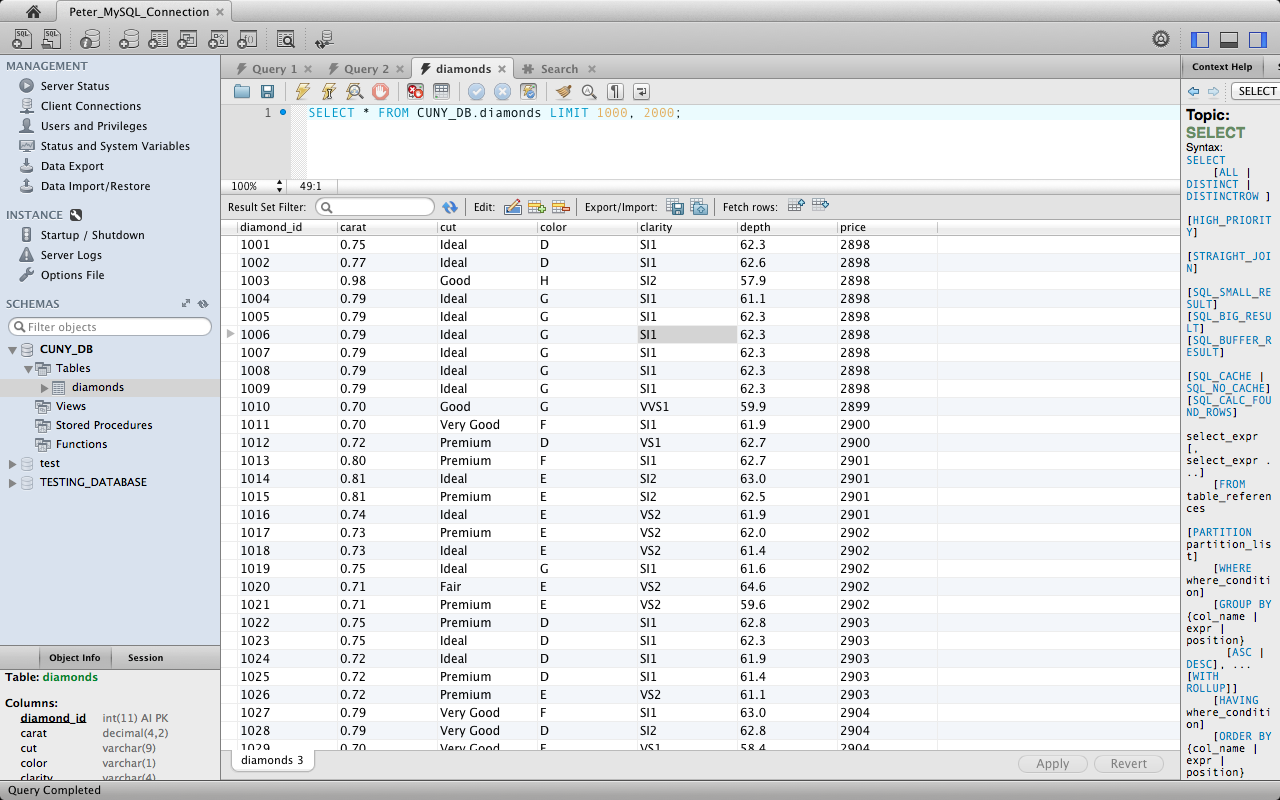 Peter_MySQL_Connection
MANAGEMENT
Server Status
Client Connections
Users and Privileges
Status and System Variables
Data Export
Data Import/Restore
INSTANCE
Startup / Shutdown
Server Logs
Options File
SCHEMAS
Filter objects
CUNY_DB
Tables
diamonds
Views
Stored Procedures
Functions
test
TESTING_DATABASE
Object Info Session
Table: diamonds
Columns:
diamond_id int(11) AI PK
carat decimal(4,2)
cut varchar(9)
color varchar(1)
clarity varchar(4)
Query 1 Query 2 diamonds Search
1 SELECT * FROM CUNY_DB.diamonds LIMIT 1000, 2000;
100% 49:1
Result Set Filter: Edit: Export/Import: Fetch rows:
diamond_id carat cut color clarity depth price
1001 0.75 Ideal D SI1 62.3 2898
1002 0.77 Ideal D SI1 62.6 2898
1003 0.98 Good H SI2 57.9 2898
1004 0.79 Ideal G SI1 61.1 2898
1005 0.79 Ideal G SI1 62.3 2898
1006 0.79 Ideal G SI1 62.3 2898
1007 0.79 Ideal G SI1 62.3 2898
1008 0.79 Ideal G SI1 62.3 2898
1009 0.79 Ideal G SI1 62.3 2898
1010 0.70 Good G VVS1 59.9 2899
1011 0.70 Very Good F SI1 61.9 2900
1012 0.72 Premium D VS1 62.7 2900
1013 0.80 Premium F SI1 62.7 2901
1014 0.81 Ideal E SI2 63.0 2901
1015 0.81 Premium E SI2 62.5 2901
1016 0.74 Ideal E VS2 61.9 2901
1017 0.73 Premium E VS2 62.0 2902
1018 0.73 Ideal E VS2 61.4 2902
1019 0.75 Ideal G SI1 61.6 2902
1020 0.71 Fair E VS2 64.6 2902
1021 0.71 Premium E VS2 59.6 2902
1022 0.75 Premium D SI1 62.8 2903
1023 0.75 Ideal D SI1 62.3 2903
1024 0.72 Ideal D SI1 61.9 2903
1025 0.72 Premium D SI1 61.4 2903
1026 0.72 Premium E VS2 61.1 2903
1027 0.79 Very Good F SI1 63.0 2904
1028 0.79 Very Good D SI2 62.8 2904
1029 0.70 Very Good E VS1 58.4 2904
diamonds 3
Apply Revert
Context Help
SELECT
Topic:
SELECT
Syntax:
SELECT
[ALL |
DISTINCT |
DISTINCTROW ]
[HIGH_PRIORIT
Y]
[STRAIGHT_JO
IN]
[SQL_SMALL_RE
SULT]
[SQL_BIG_RESU
LT]
[SQL_BUFFER_R
ESULT]
[SQL_CACHE |
SQL_NO_CACHE]
[SQL_CALC_FOU
ND_ROWS]
select_expr
[,
select_expr .
..]
[FROM
table_referen
ces
[PARTITION
partition_lis
t]
[WHERE
where_conditi
on]
[GROUP BY
{col_name |
expr |
position}
[ASC |
DESC], ...
[WITH
ROLLUP]]
[HAVING
where_conditi
on]
[ORDER BY
{col_name |
expr |
position}
Query Completed